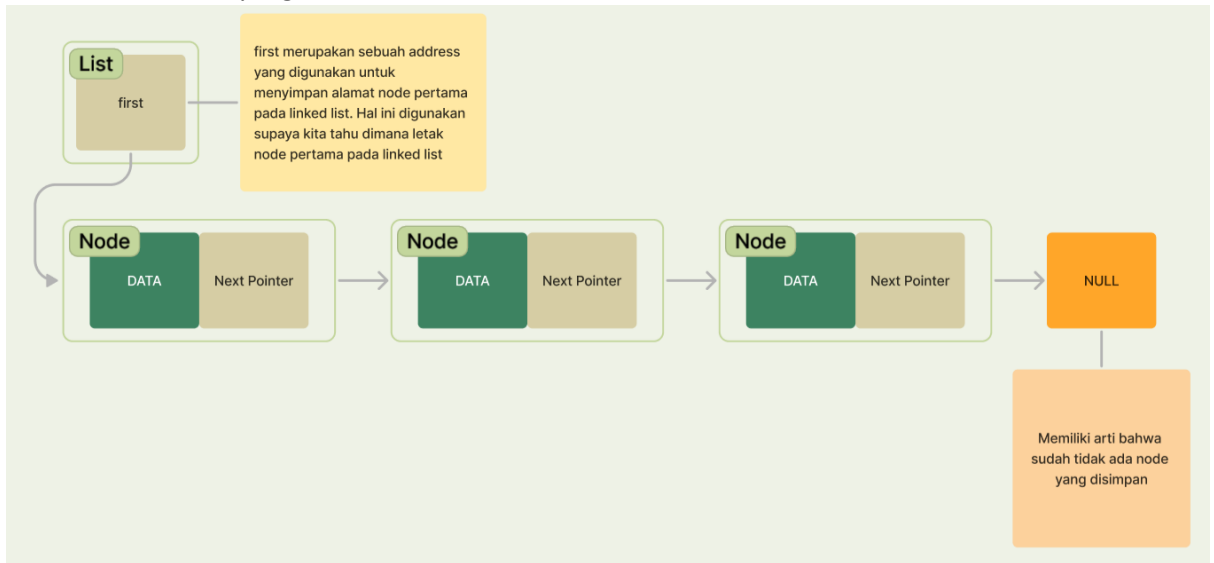 List
first
first merupakan sebuah address
yang digunakan untuk
menyimpan alamat node pertama
pada linked list. Hal ini digunakan
supaya kita tahu dimana letak
node pertama pada linked list
Node
DATA
Next Pointer
Node
DATA
Next Pointer
Node
DATA
Next Pointer
NULL
Memiliki arti bahwa
sudah tidak ada node
yang disimpan